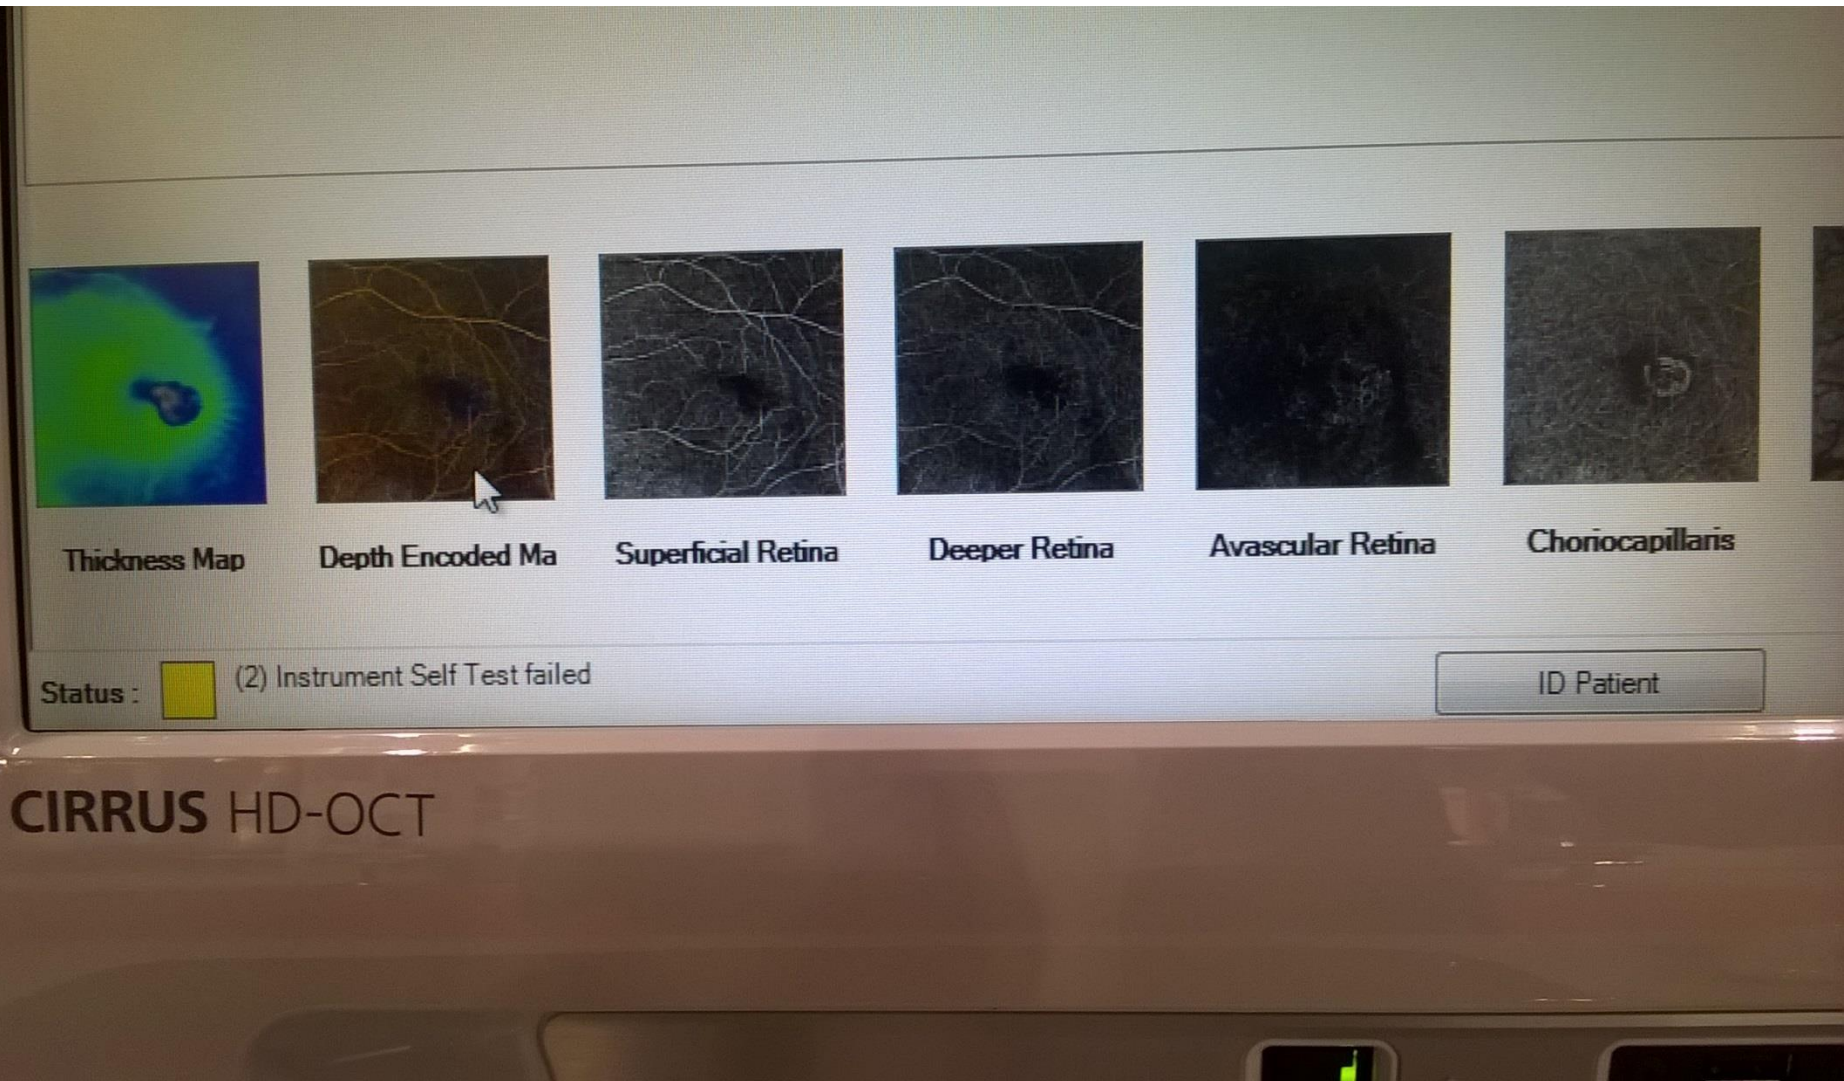 Thickness Map
Depth Encoded Ma
Superficial Retina
Deeper Retina
Avascular Retina
Choriocapillaris
Status :
(2) Instrument Self Test failed
ID Patient
CIRRUS HD-OCT